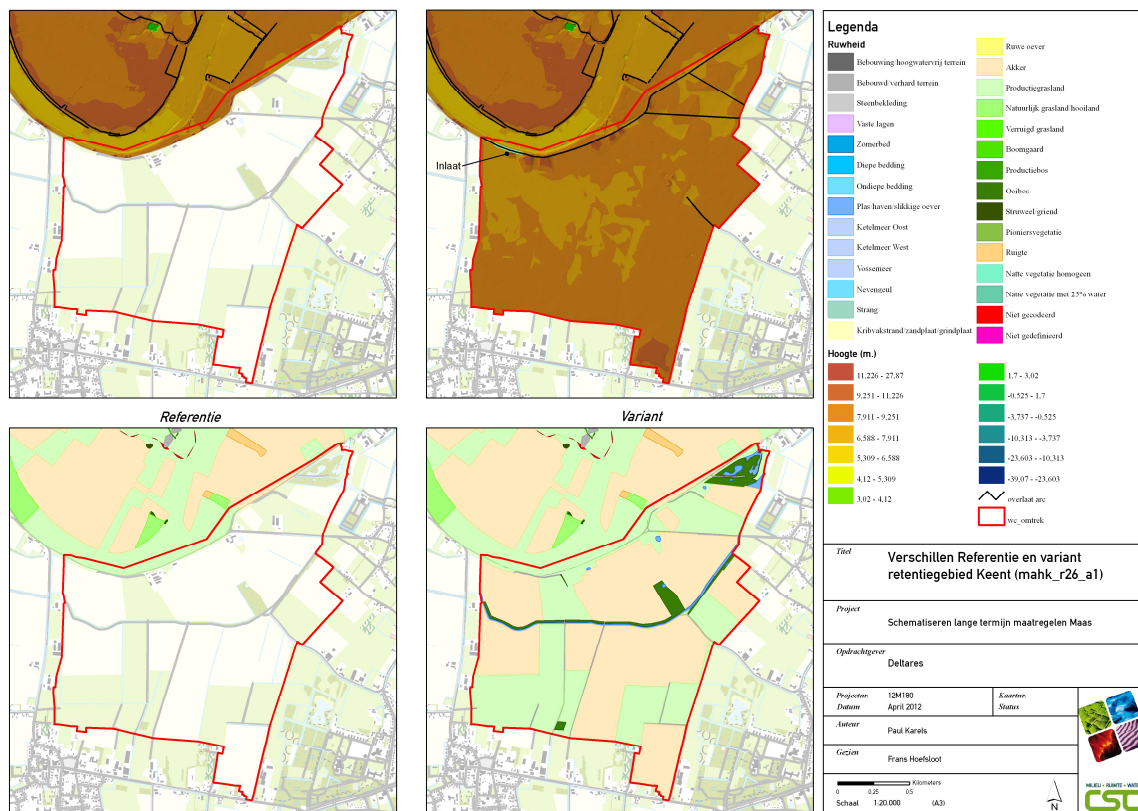 Inlaat
Referentie
Variant
Legenda
Ruwheid
Bebouwing/hoogwatervrij terrein
Bebouwd/verhard terrein
Steenbekleding
Vaste lagen
Zomerbed
Diepe bedding
Ondiepe bedding
Plas/haven/slikkige oever
Ketelmeer Oost
Ketelmeer West
Vossemeer
Nevengeul
Strang
Kribvakstrand/zandplaat/grindplaat
Ruwe oever
Akker
Productiegrasland
Natuurlijk grasland/hooiland
Verruigd grasland
Boomgaard
Productiebos
Ooibos
Struweel/griend
Pioniersvegetatie
Ruigte
Natte vegetatie homogeen
Natte vegetatie met 25% water
Niet gecodeerd
Niet gedefinieerd
Hoogte (m.)
11,226 - 27,87
9,251 - 11,226
7,911 - 9,251
6,588 - 7,911
5,309 - 6,588
4,12 - 5,309
3,02 - 4,12
1,7 - 3,02
-0,525 - 1,7
-3,737 - -0,525
-10,313 - -3,737
-23,603 - -10,313
-39,07 - -23,603
overlaat arc
wc_omtrek
Titel
Verschillen Referentie en variant
retentiegebied Keent (mahk_r26_a1)
Project
Schematiseren lange termijn maatregelen Maas
Opdrachtgever
Deltares
Projectnr. 12M180
Kaartnr.
Datum April 2012
Status
Auteur
Paul Karels
Gezien
Frans Hoefsloot
Kilometers
0 0.25 0.5 1
Schaal 1:20.000 (A3)
N
MILIEU • RUIMTE • WATER
CSO